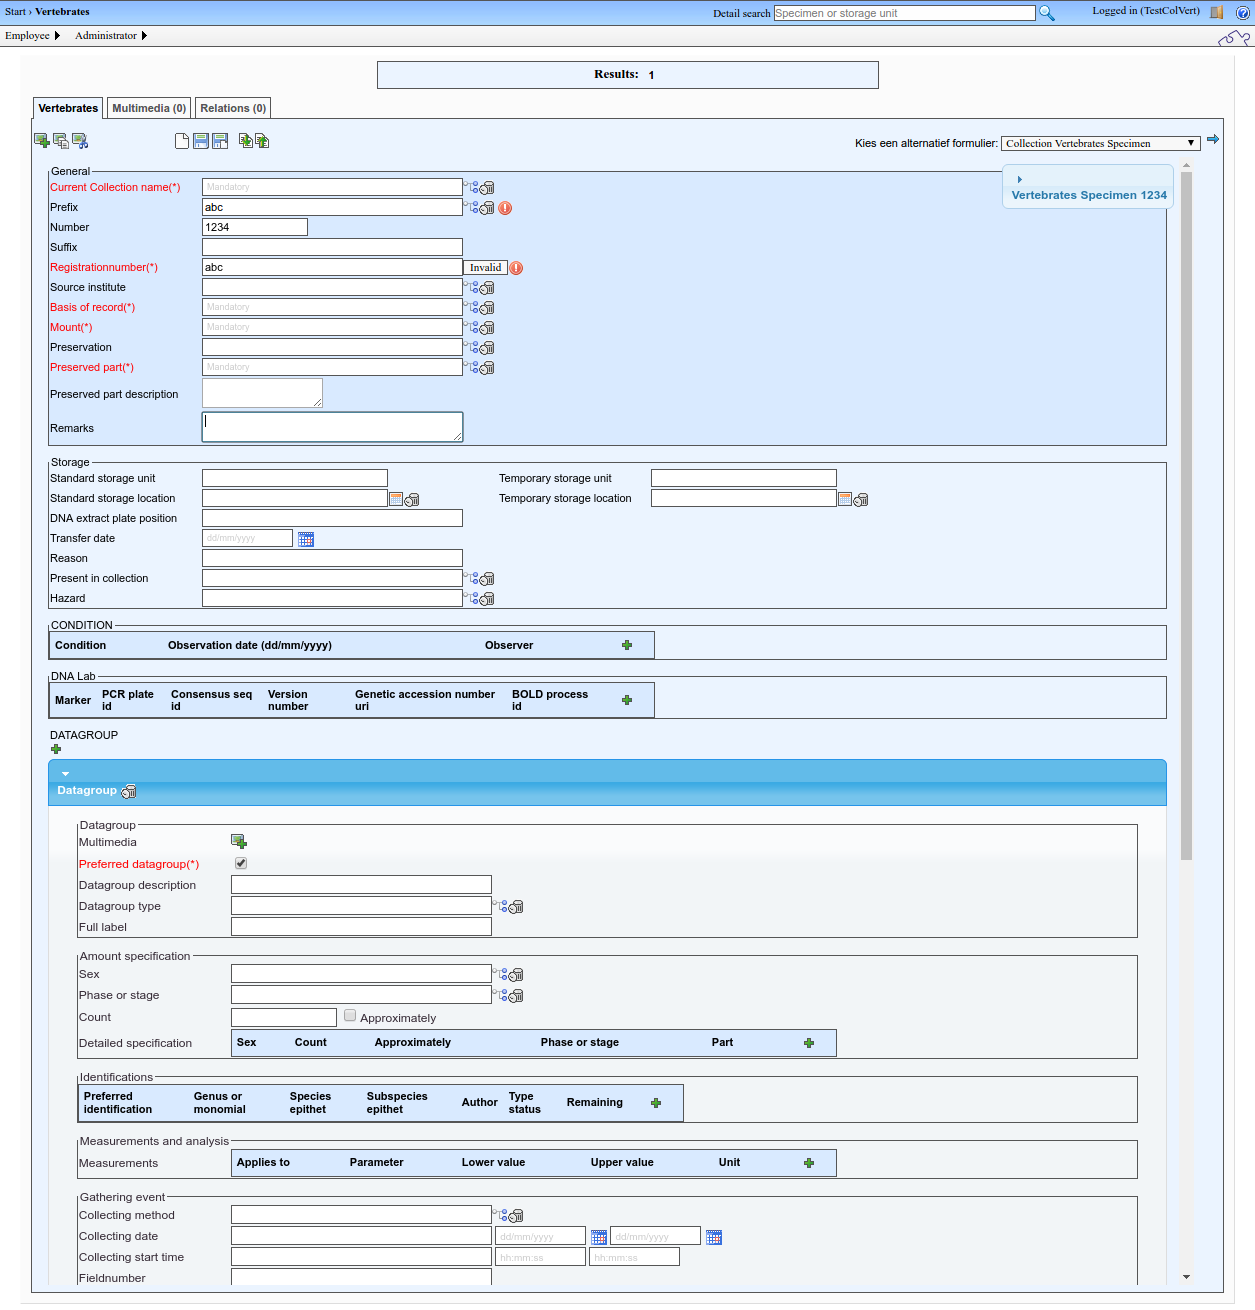 Start › Vertebrates
Detail search Specimen or storage unit
Logged in (TestColVert)
Employee
Administrator
Results: 1
Vertebrates
Multimedia (0)
Relations (0)
Kies een alternatief formulier: Collection Vertebrates Specimen
General
Vertebrates Specimen 1234
Current Collection name(*) Mandatory
Prefix abc
Number 1234
Suffix
Registrationnumber(*) abc Invalid
Source institute
Basis of record(*) Mandatory
Mount(*) Mandatory
Preservation
Preserved part(*) Mandatory
Preserved part description
Remarks
Storage
Standard storage unit Temporary storage unit
Standard storage location Temporary storage location
DNA extract plate position
Transfer date dd/mm/yyyy
Reason
Present in collection
Hazard
CONDITION
Condition Observation date (dd/mm/yyyy) Observer
DNA Lab
Marker PCR plate id Consensus seq id Version number Genetic accession number uri BOLD process id
DATAGROUP
Datagroup
Datagroup
Multimedia
Preferred datagroup(*)
Datagroup description
Datagroup type
Full label
Amount specification
Sex
Phase or stage
Count Approximately
Detailed specification Sex Count Approximately Phase or stage Part
Identifications
Preferred identification Genus or monomial Species epithet Subspecies epithet Author Type status Remaining
Measurements and analysis
Measurements Applies to Parameter Lower value Upper value Unit
Gathering event
Collecting method
Collecting date dd/mm/yyyy dd/mm/yyyy
Collecting start time hh:mm:ss hh:mm:ss
Fieldnumber